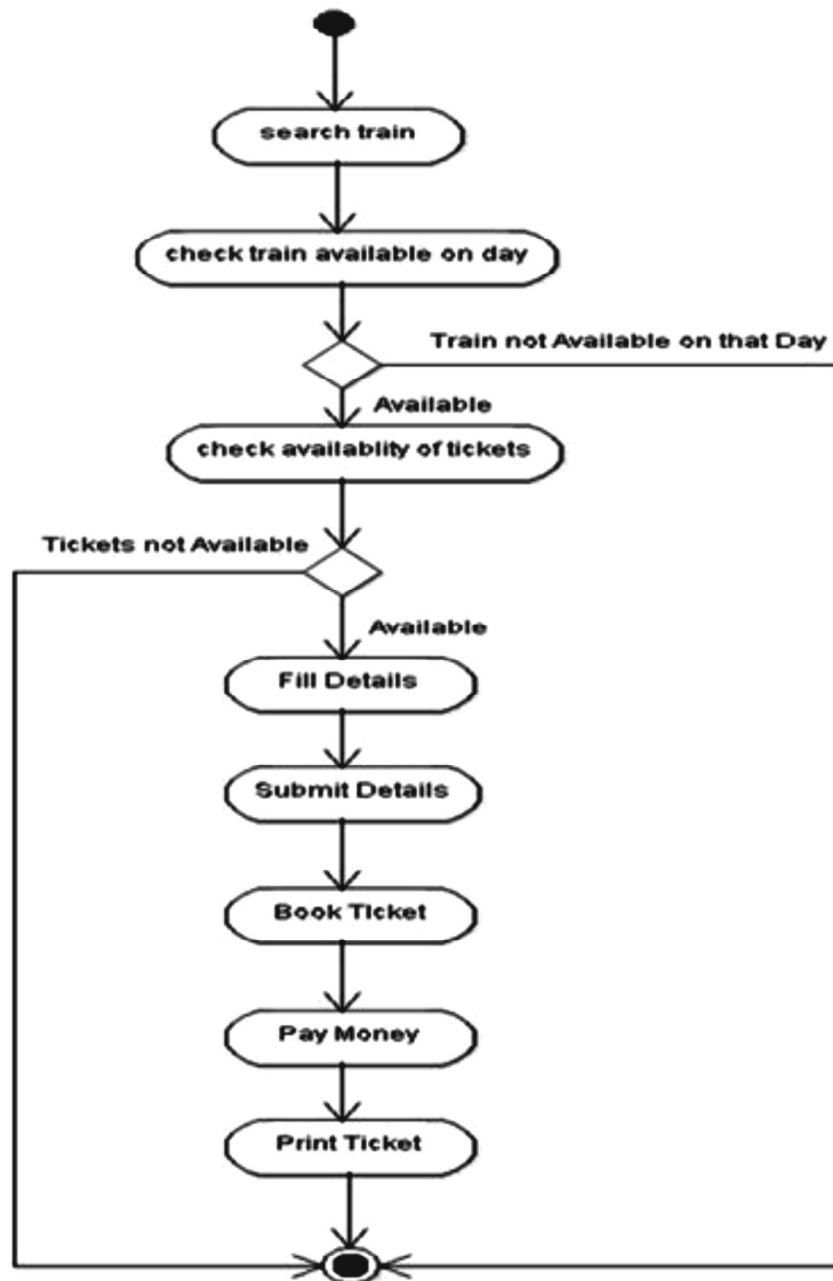 search train
check train available on day
Train not Available on that Day
Available
check availablity of tickets
Tickets not Available
Available
Fill Details
Submit Details
Book Ticket
Pay Money
Print Ticket